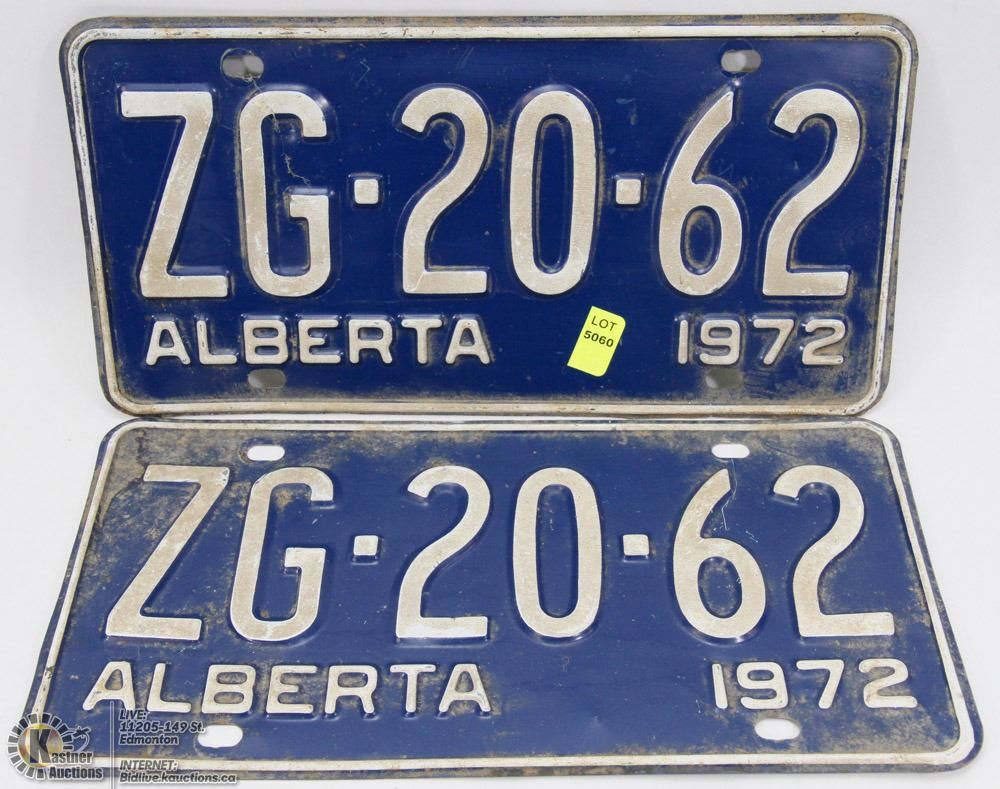 ZG·20·62
LOT
5060
ALBERTA 1972
ZG·20·62
ALBERTA 1972
Kastner
Auctions
LIVE:
11205-149 St.
Edmonton
INTERNET:
Bidlive.kauctions.ca